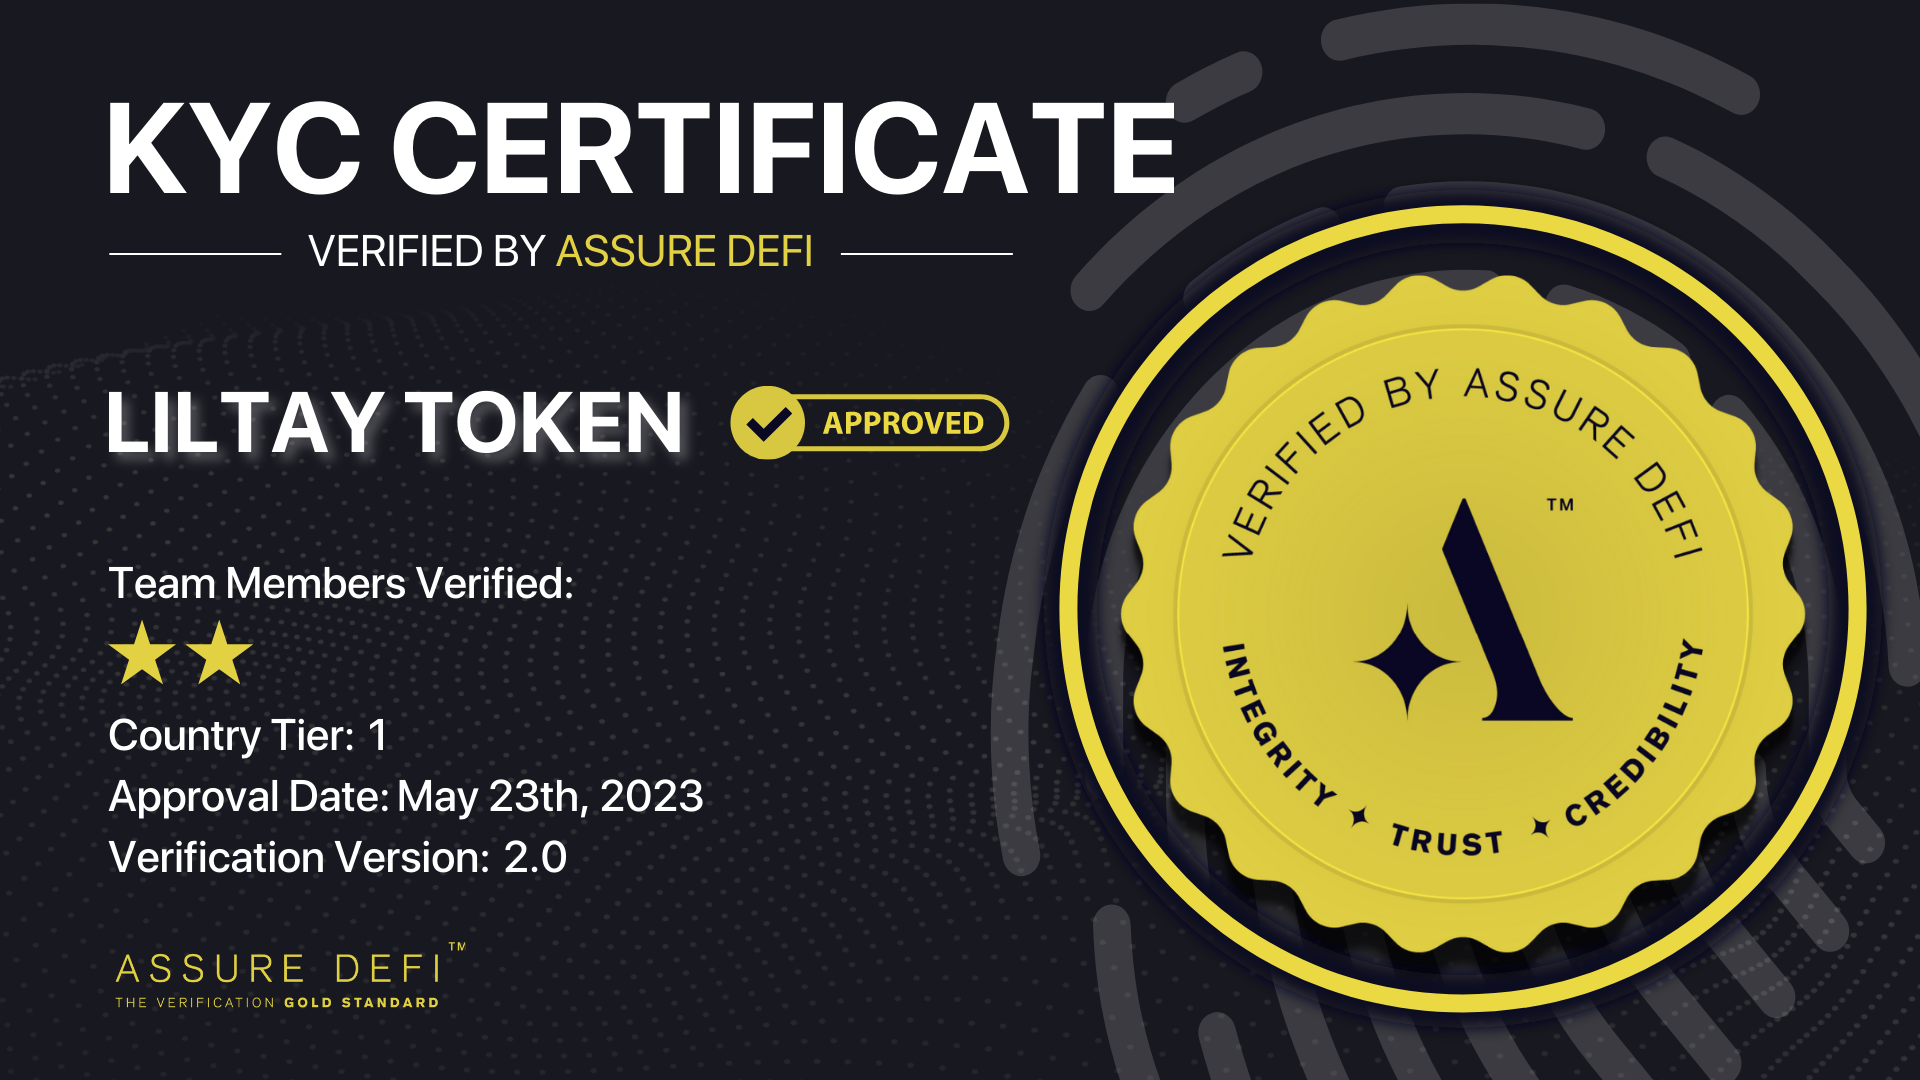 KYC CERTIFICATE
VERIFIED BY ASSURE DEFI
LILTAY TOKEN
APPROVED
Team Members Verified:
Country Tier: 1
Approval Date: May 23th, 2023
Verification Version: 2.0
ASSURE DEFI™
THE VERIFICATION GOLD STANDARD
VERIFIED BY ASSURE DEFI
™
INTEGRITY ✦ TRUST ✦ CREDIBILITY